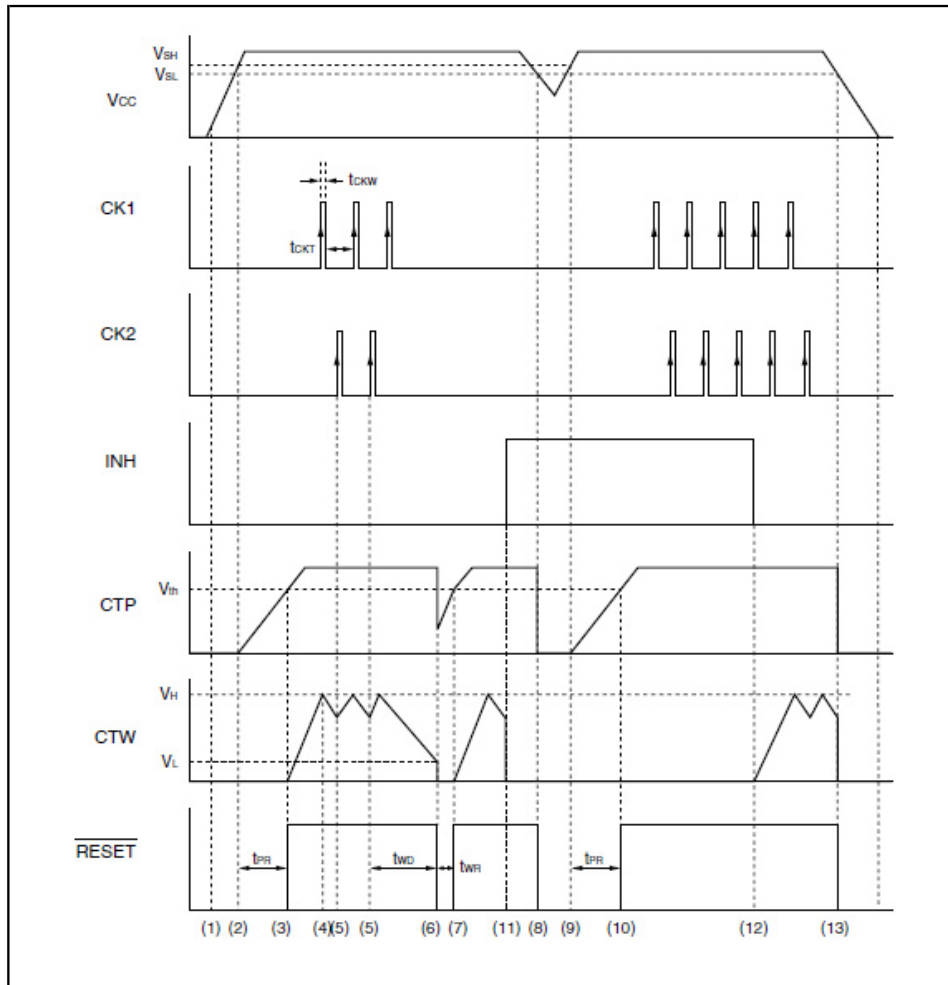 VSH
VSL
VCC
tCKW
CK1
tCKT
CK2
INH
Vth
CTP
VH
CTW
VL
RESET
tPR
tWD
tWR
tPR
(1) (2) (3) (4) (5) (5) (6) (7) (11) (8) (9) (10) (12) (13)